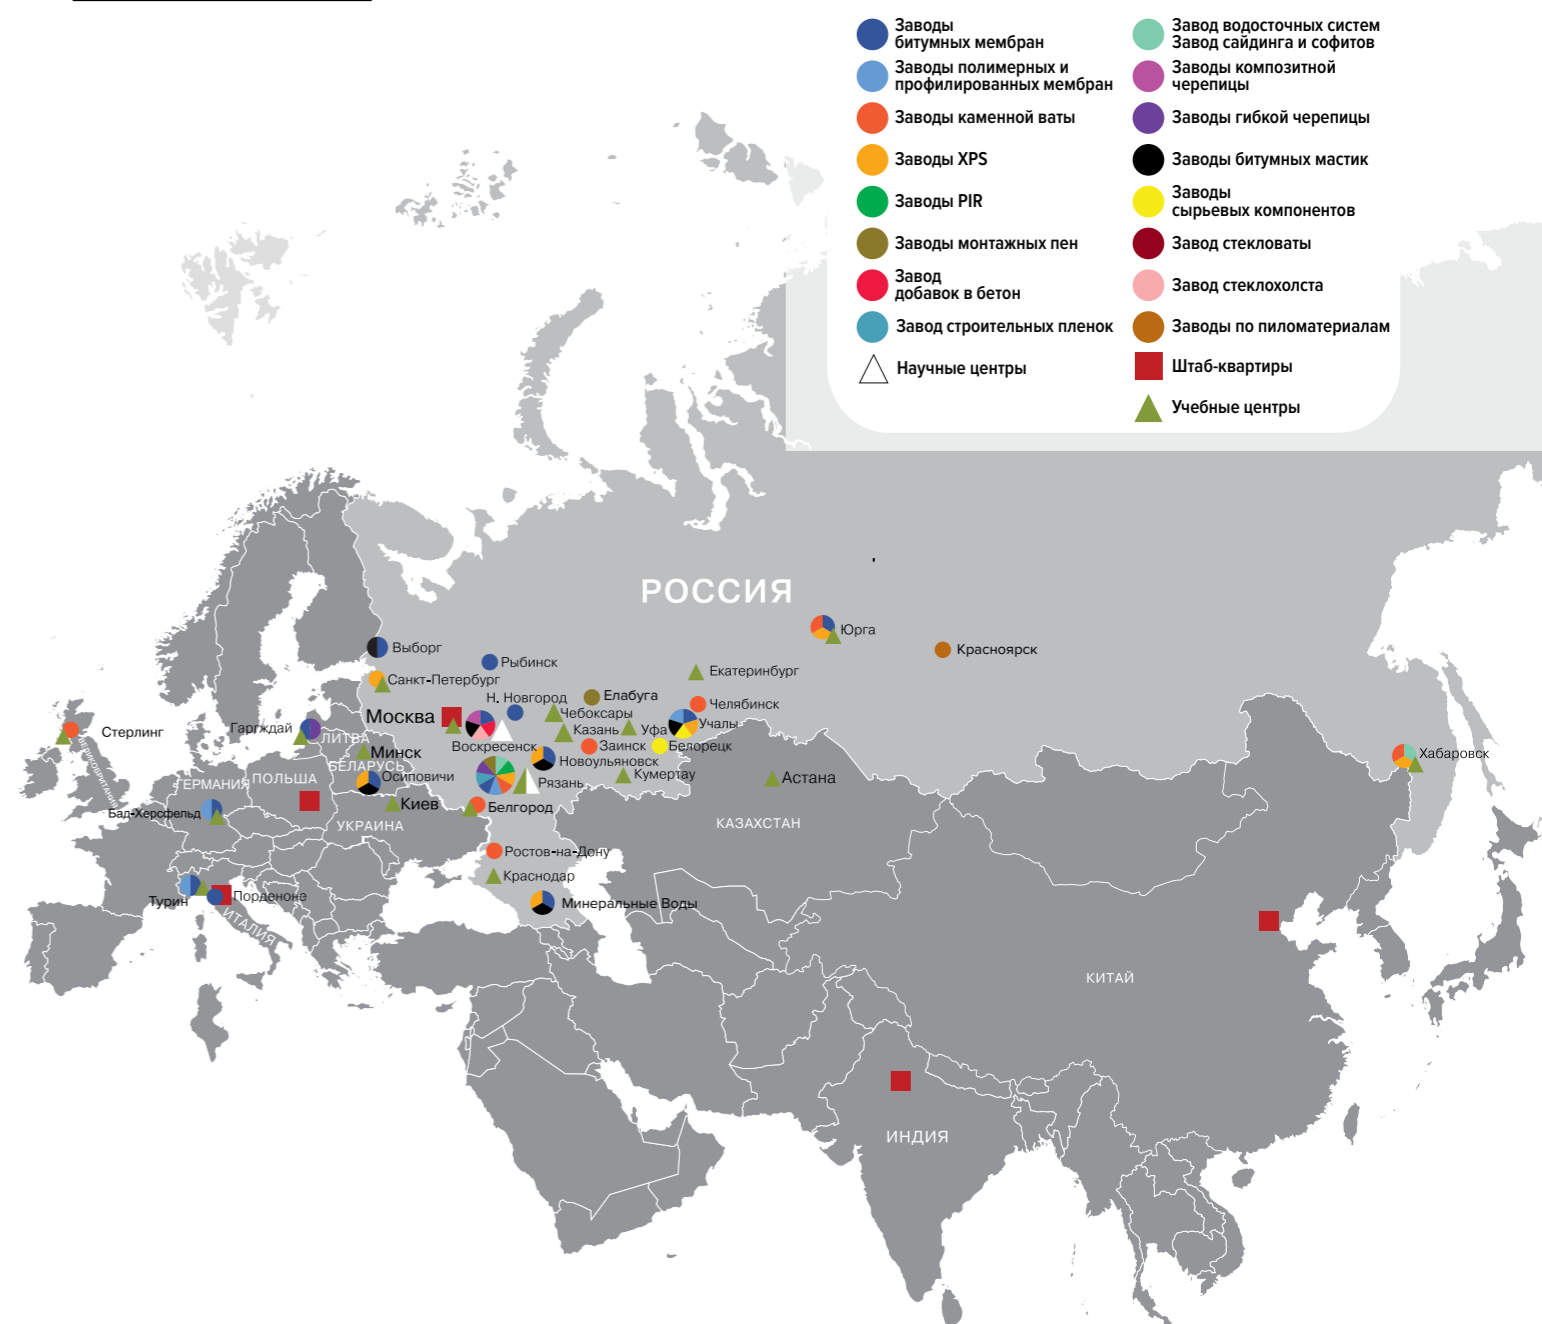 Заводы
битумных мембран
Заводы полимерных и
профилированных мембран
Заводы каменной ваты
Заводы XPS
Заводы PIR
Заводы монтажных пен
Завод
добавок в бетон
Завод строительных пленок
Научные центры
Завод водосточных систем
Завод сайдинга и софитов
Заводы композитной
черепицы
Заводы гибкой черепицы
Заводы битумных мастик
Заводы
сырьевых компонентов
Завод стекловаты
Завод стеклохолста
Заводы по пиломатериалам
Штаб-квартиры
Учебные центры
РОССИЯ
Юрга
Красноярск
Выборг
Рыбинск
Екатеринбург
Санкт-Петербург
Н. Новгород
Елабуга
Челябинск
Москва
Чебоксары
Гаргждай
Казань
Уфа
Учалы
Стерлинг
ВЕЛИКОБРИТАНИЯ
ЛИТВА
Воскресенск
Заинск
Белорецк
Минск
Новоульяновск
Хабаровск
БЕЛАРУСЬ
Осиповичи
Рязань
Кумертау
Астана
ГЕРМАНИЯ
ПОЛЬША
Киев
Белгород
Бад-Херсфельд
УКРАИНА
КАЗАХСТАН
Ростов-на-Дону
Краснодар
Турин
Порденоне
Минеральные Воды
ИТАЛИЯ
КИТАЙ
ИНДИЯ